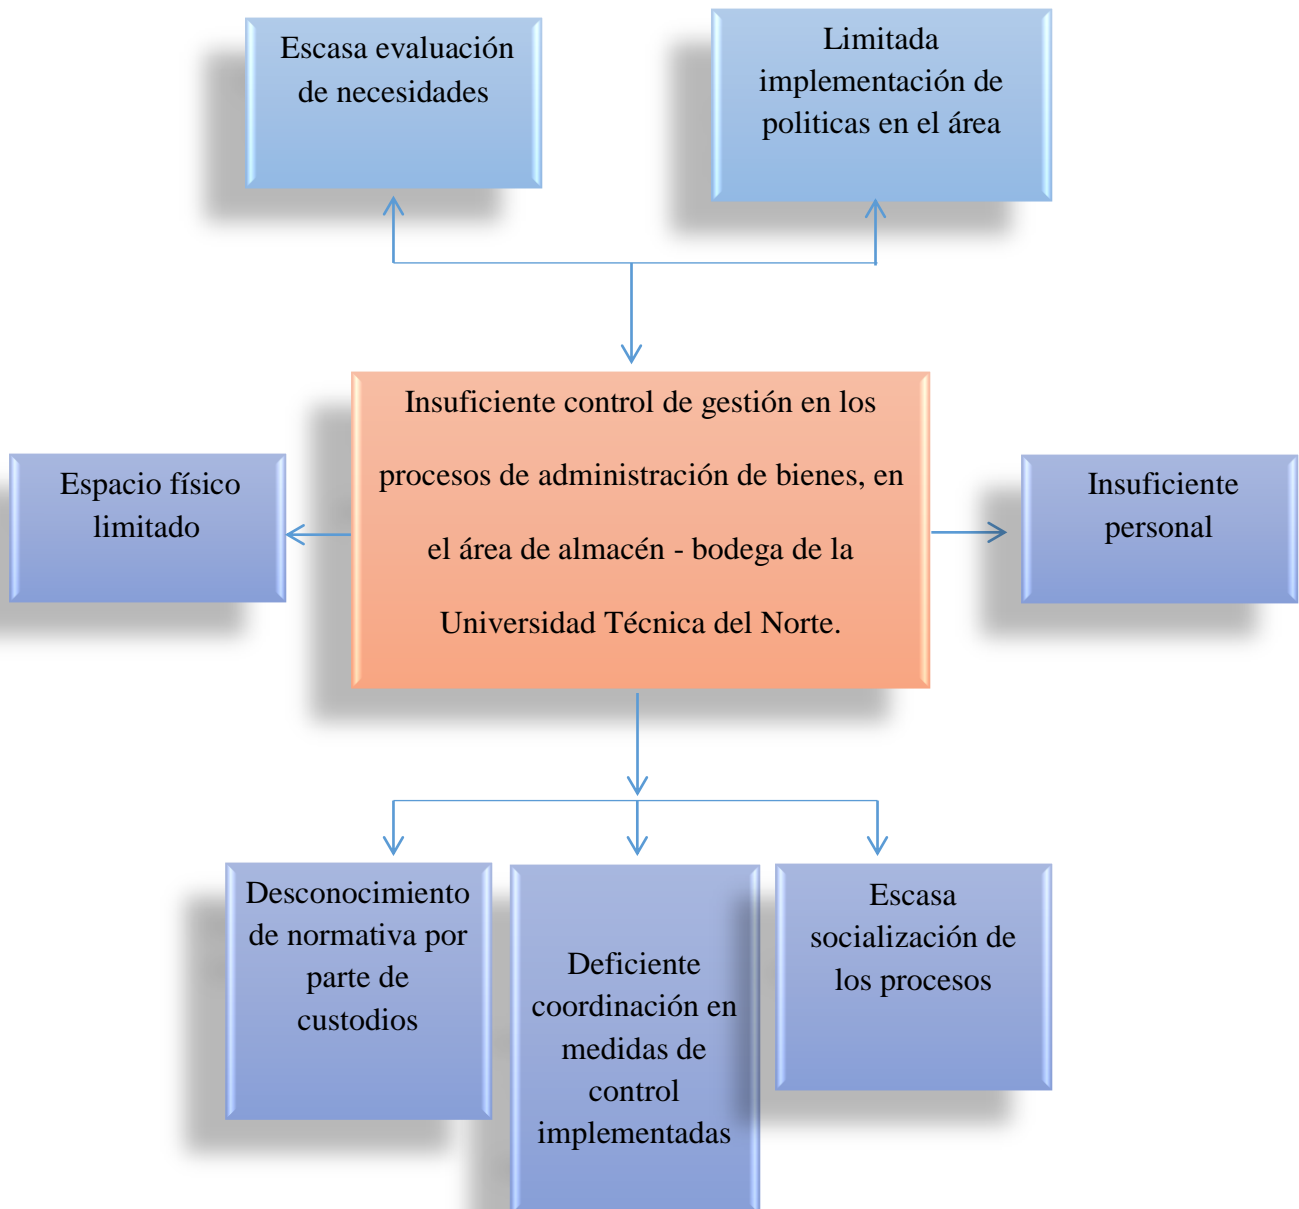 Escasa evaluación
de necesidades
Limitada
implementación de
politicas en el área
Insuficiente control de gestión en los
procesos de administración de bienes, en
el área de almacén - bodega de la
Universidad Técnica del Norte.
Espacio físico
limitado
Insuficiente
personal
Desconocimiento
de normativa por
parte de
custodios
Deficiente
coordinación en
medidas de
control
implementadas
Escasa
socialización de
los procesos